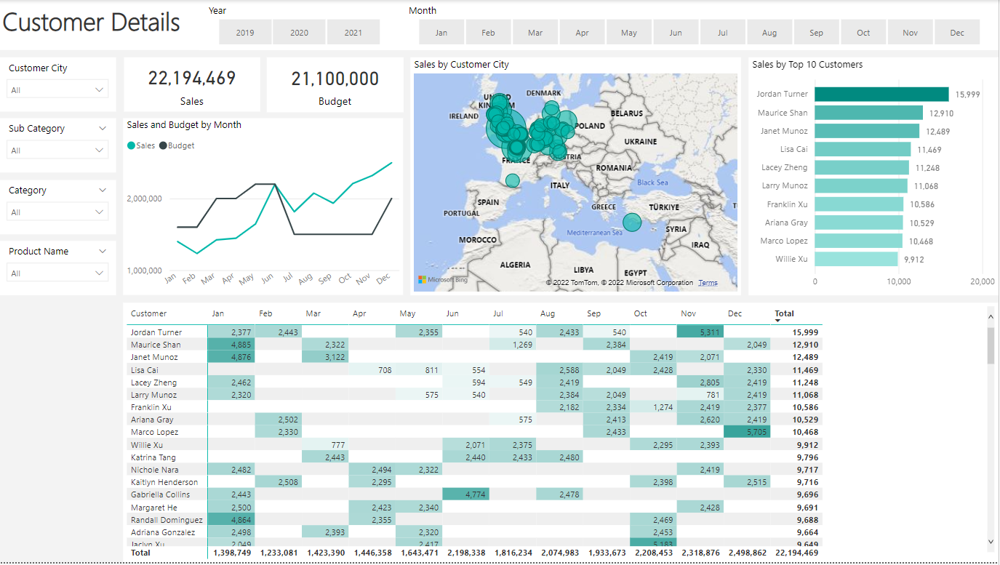 Customer Details
Year
2019 2020 2021
Month
Jan Feb Mar Apr May Jun Jul Aug Sep Oct Nov Dec
Customer City
All
Sub Category
All
Category
All
Product Name
All
22,194,469
Sales
21,100,000
Budget
Sales and Budget by Month
Sales Budget
2,000,000
1,000,000
Jan Feb Mar Apr May Jun Jul Aug Sep Oct Nov Dec
Sales by Customer City
DENMARK
IRELAND
BELARUS
POLAND
UKRAINE
FRANCE
ROMANIA
ITALY
Black Sea
SPAIN
GREECE
TÜRKIYE
PORTUGAL
Mediterranean Sea
SYRIA
MOROCCO
IRAQ
ALGERIA
LIBYA
EGYPT
Microsoft Bing
© 2022 TomTom, © 2022 Microsoft Corporation Terms
Sales by Top 10 Customers
Jordan Turner 15,999
Maurice Shan 12,910
Janet Munoz 12,489
Lisa Cai 11,469
Lacey Zheng 11,248
Larry Munoz 11,068
Franklin Xu 10,586
Ariana Gray 10,529
Marco Lopez 10,468
Willie Xu 9,912
0 10,000 20,000
Customer Jan Feb Mar Apr May Jun Jul Aug Sep Oct Nov Dec Total
Jordan Turner 2,377 2,443 2,355 540 2,433 540 5,311 15,999
Maurice Shan 4,885 2,322 1,269 2,384 2,049 12,910
Janet Munoz 4,876 3,122 2,419 2,071 12,489
Lisa Cai 708 811 554 2,588 2,049 2,428 2,330 11,469
Lacey Zheng 2,462 594 549 2,419 2,805 2,419 11,248
Larry Munoz 2,320 575 540 2,384 2,049 781 2,419 11,068
Franklin Xu 2,182 2,334 1,274 2,419 2,377 10,586
Ariana Gray 2,502 575 2,413 2,620 2,419 10,529
Marco Lopez 2,330 2,433 5,705 10,468
Willie Xu 777 2,071 2,375 2,295 2,393 9,912
Katrina Tang 2,443 2,440 2,433 2,480 9,796
Nichole Nara 2,482 2,494 2,322 2,419 9,717
Kaitlyn Henderson 2,508 2,295 2,398 2,515 9,716
Gabriella Collins 2,443 4,774 2,478 9,696
Margaret He 2,500 2,423 2,340 2,428 9,691
Randall Dominguez 4,864 2,355 2,469 9,688
Adriana Gonzalez 2,498 2,393 2,320 2,453 9,664
Jaclyn Xu 2,049 2,417 5,183 9,649
Total 1,398,749 1,233,081 1,423,390 1,446,358 1,643,471 2,198,338 1,816,234 2,074,983 1,933,673 2,208,453 2,318,876 2,498,862 22,194,469